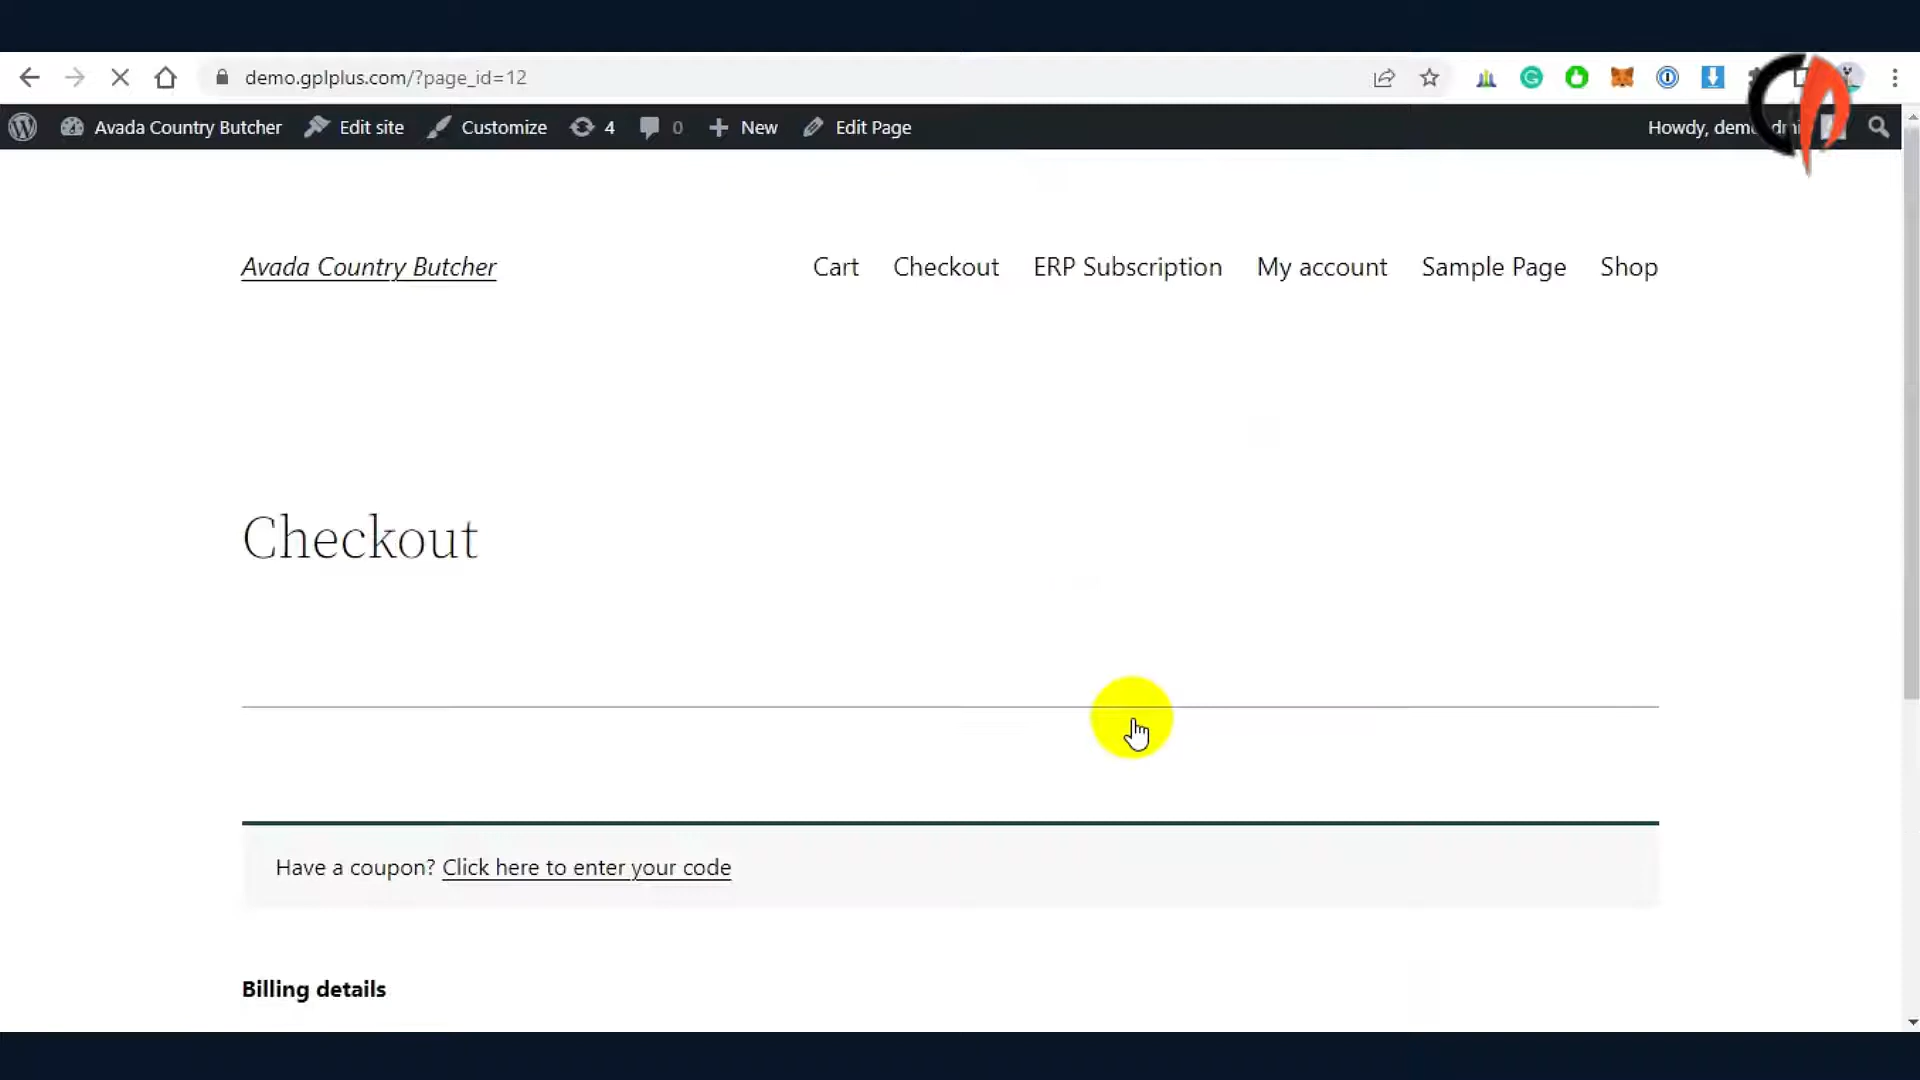 demo.gplplus.com/?page_id=12
Avada Country Butcher Edit site Customize 4 0 New Edit Page Howdy,
Avada Country Butcher Cart Checkout ERP Subscription My account Sample Page Shop
Checkout
Have a coupon? Click here to enter your code
Billing details